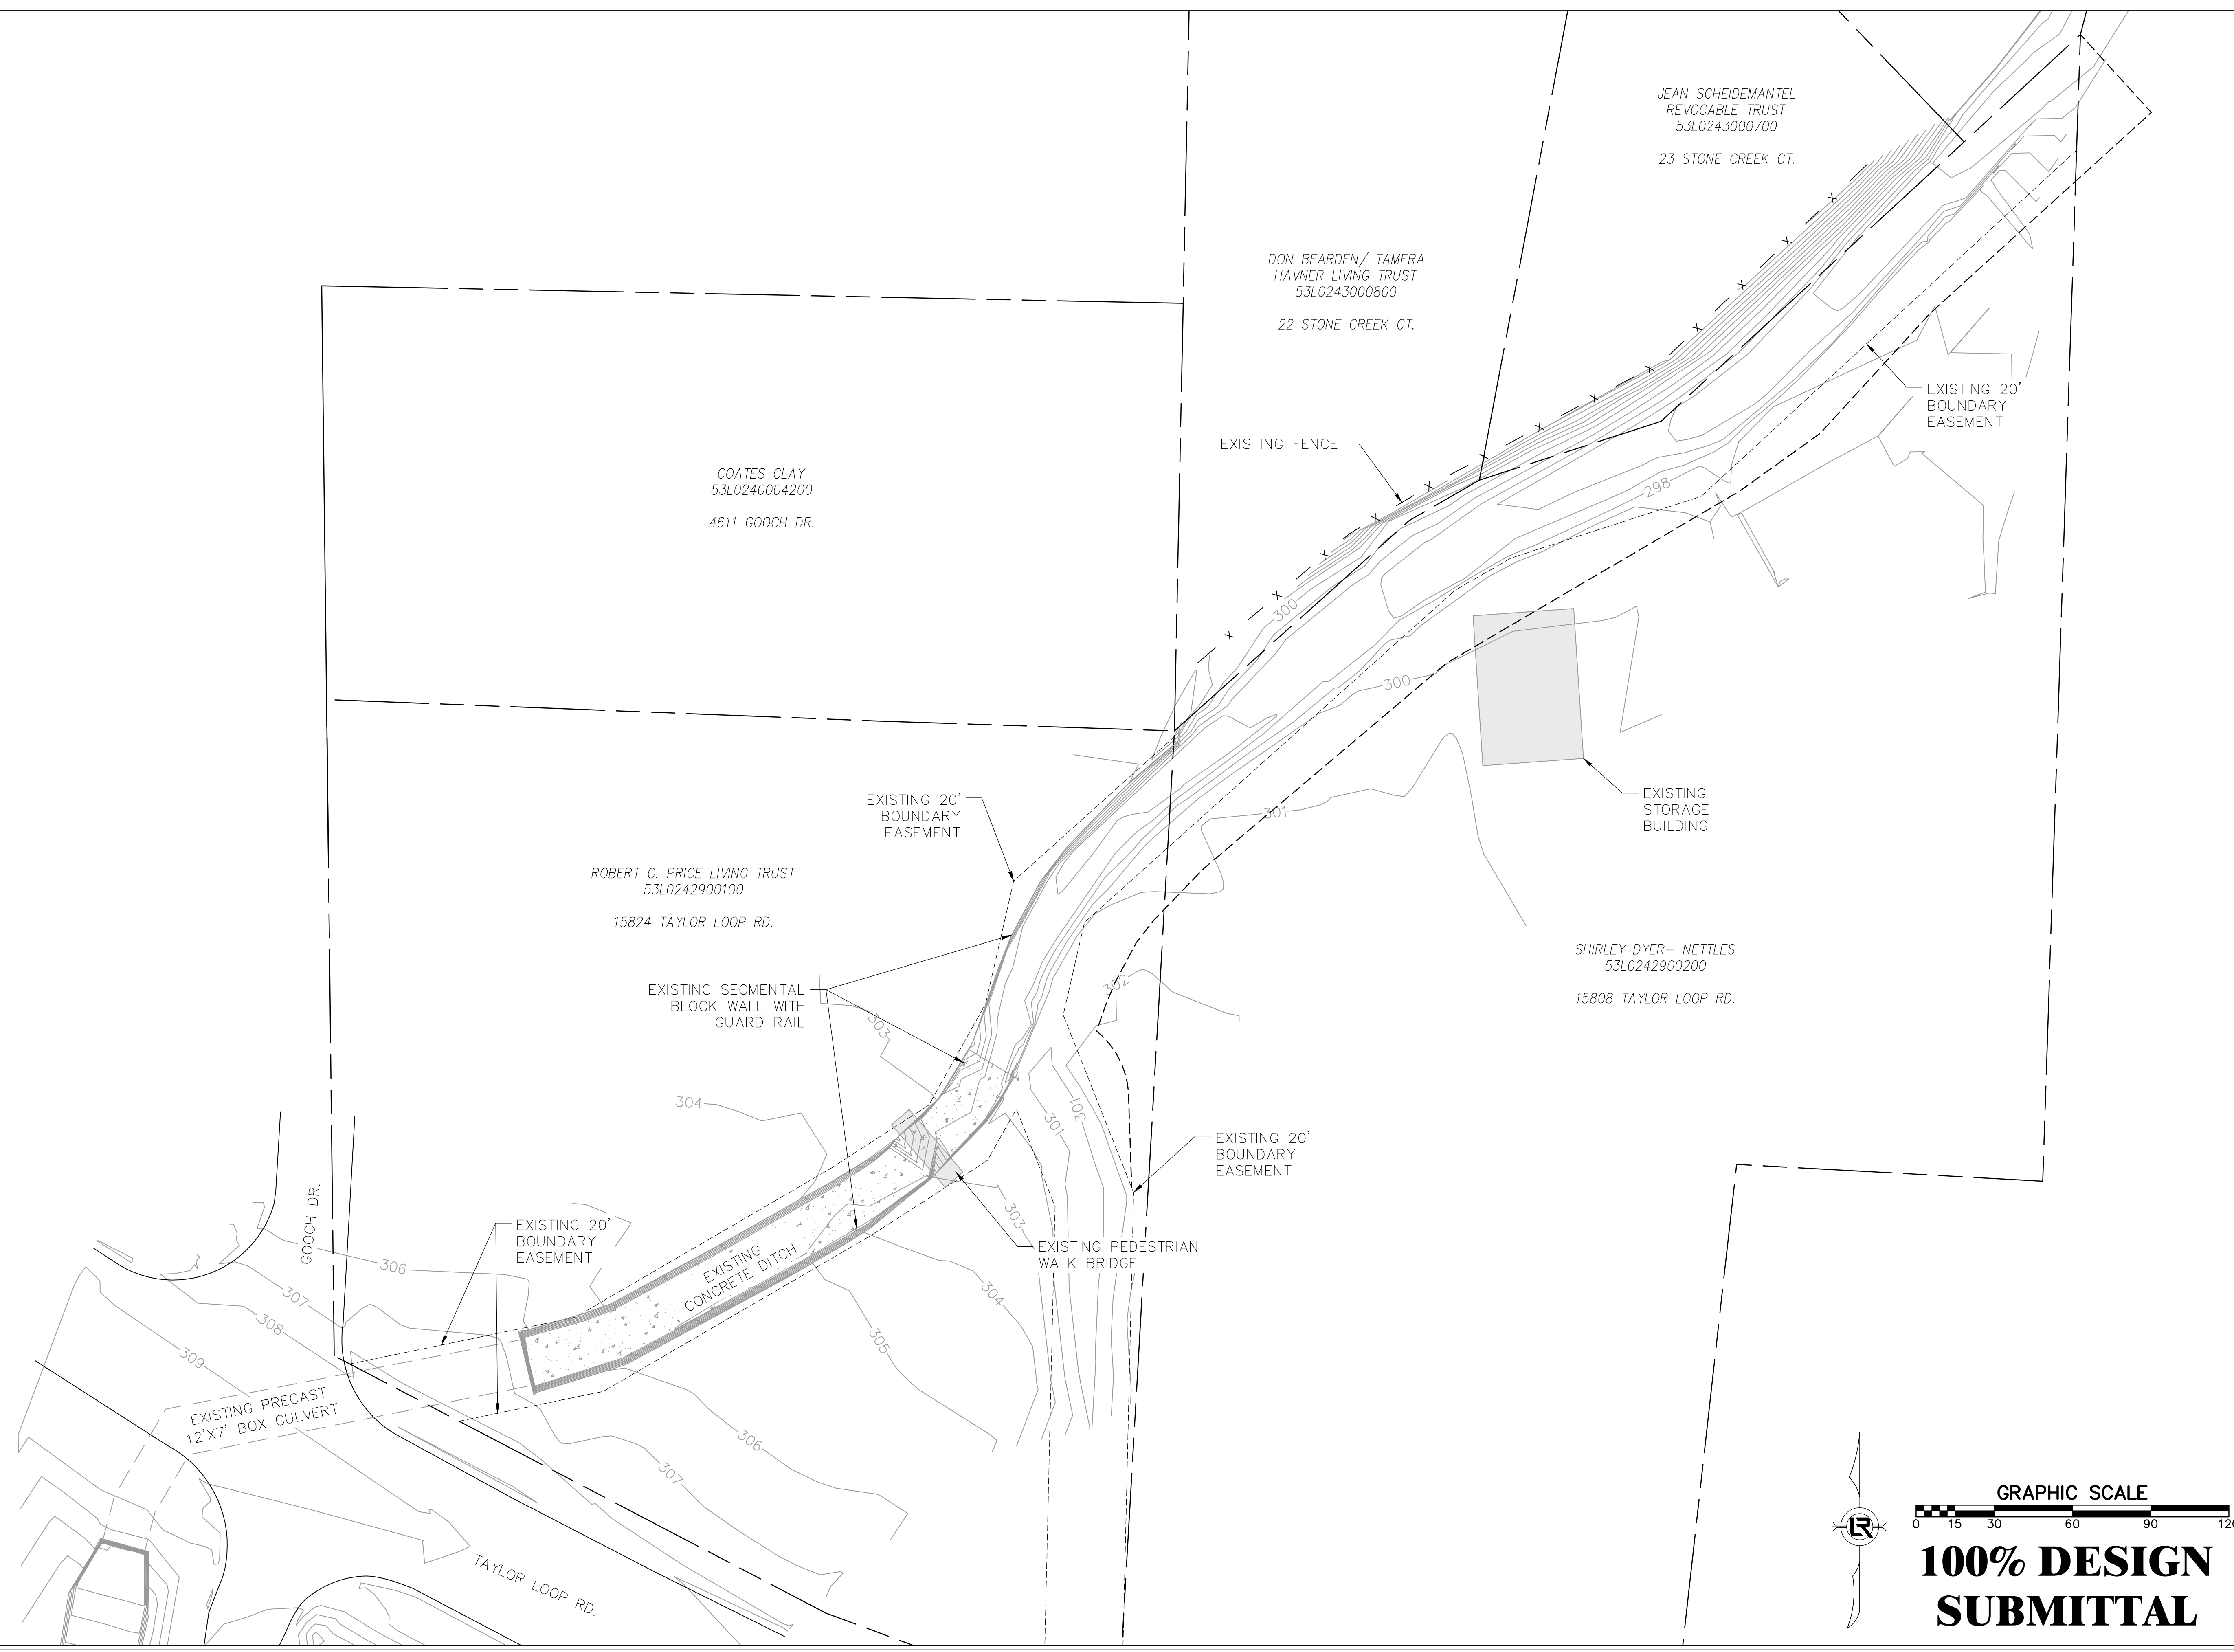 JEAN SCHEIDEMANTEL
REVOCABLE TRUST
53L0243000700
23 STONE CREEK CT.
DON BEARDEN/ TAMERA
HAVNER LIVING TRUST
53L0243000800
22 STONE CREEK CT.
EXISTING 20'
BOUNDARY
EASEMENT
EXISTING FENCE
COATES CLAY
53L0240004200
4611 GOOCH DR.
298
300
300
EXISTING
STORAGE
BUILDING
301
EXISTING 20'
BOUNDARY
EASEMENT
ROBERT G. PRICE LIVING TRUST
53L0242900100
15824 TAYLOR LOOP RD.
SHIRLEY DYER– NETTLES
53L0242900200
15808 TAYLOR LOOP RD.
EXISTING SEGMENTAL
BLOCK WALL WITH
GUARD RAIL
302
303
304
301
301
EXISTING 20'
BOUNDARY
EASEMENT
303
EXISTING PEDESTRIAN
WALK BRIDGE
GOOCH DR.
EXISTING 20'
BOUNDARY
EASEMENT
EXISTING
CONCRETE DITCH
306
307
308
309
304
305
306
307
EXISTING PRECAST
12'X7' BOX CULVERT
TAYLOR LOOP RD.
LR
GRAPHIC SCALE
0 15 30 60 90 120
100% DESIGN
SUBMITTAL